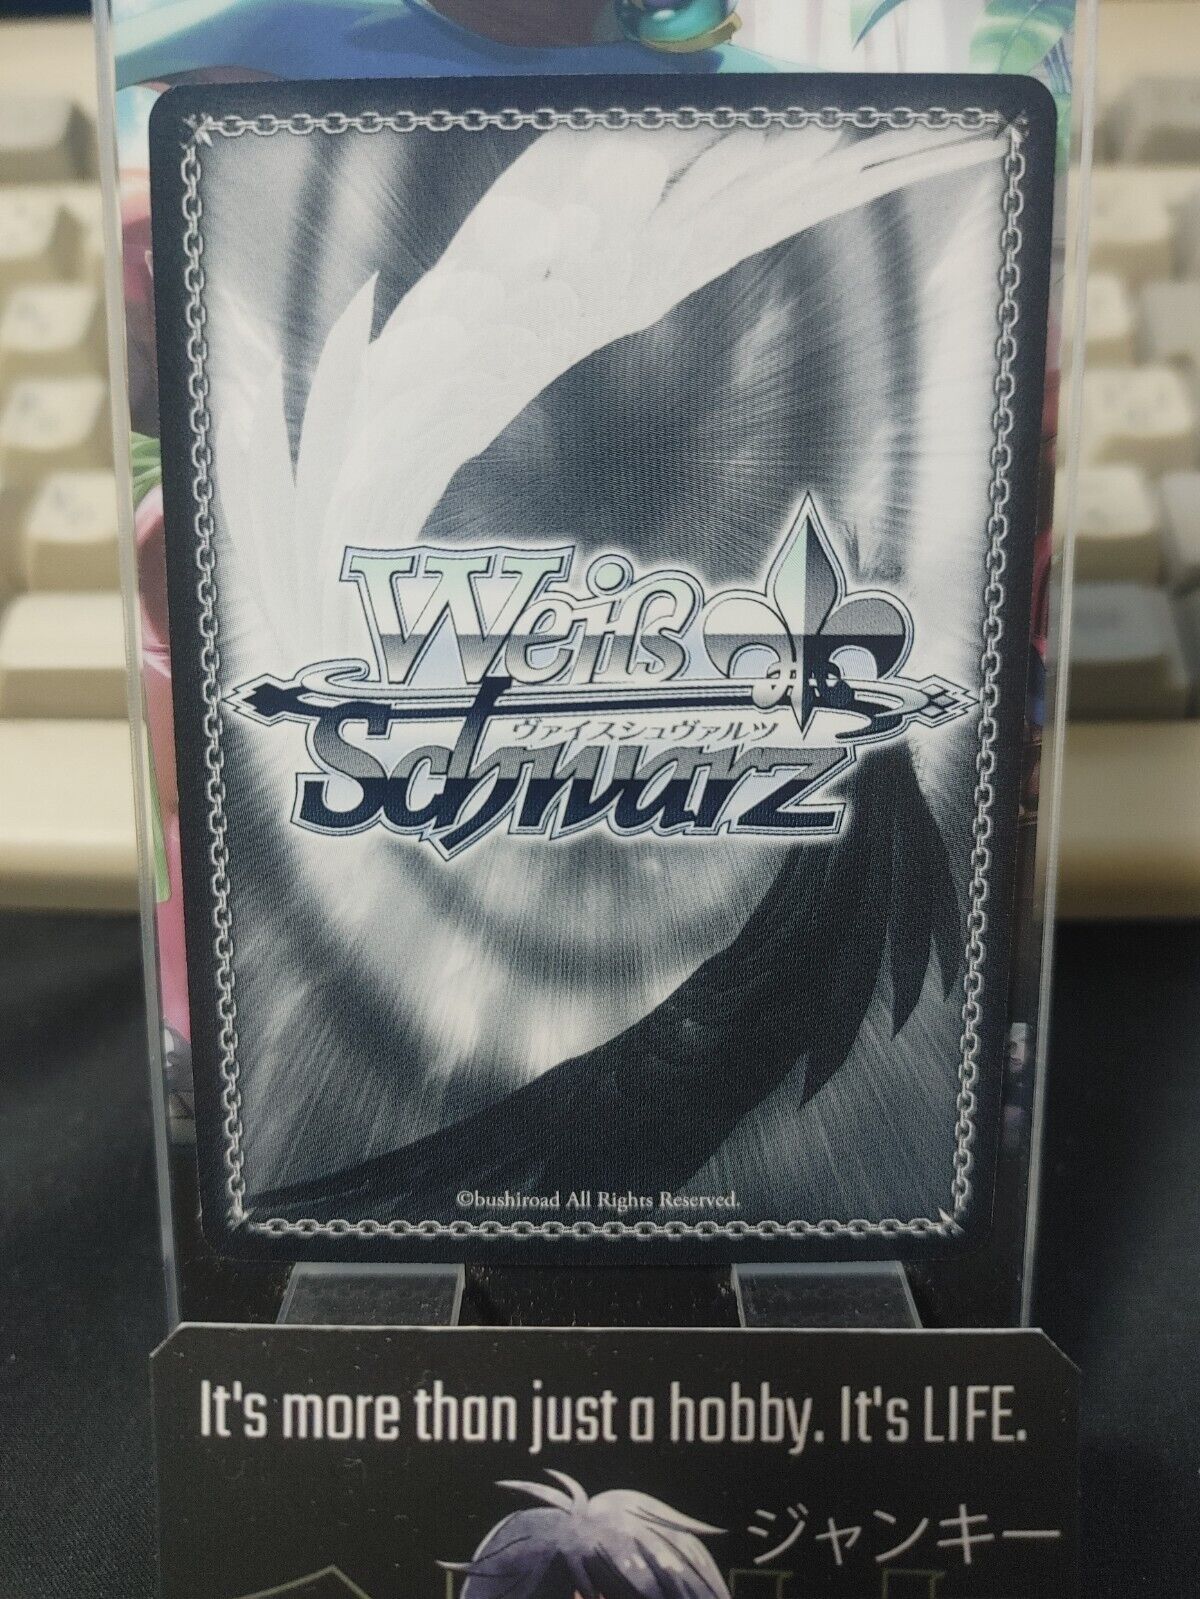 Weiß
ヴァイスシュヴァルツ
Schwarz
©bushiroad All Rights Reserved.
It's more than just a hobby. It's LIFE.
ジャンキー